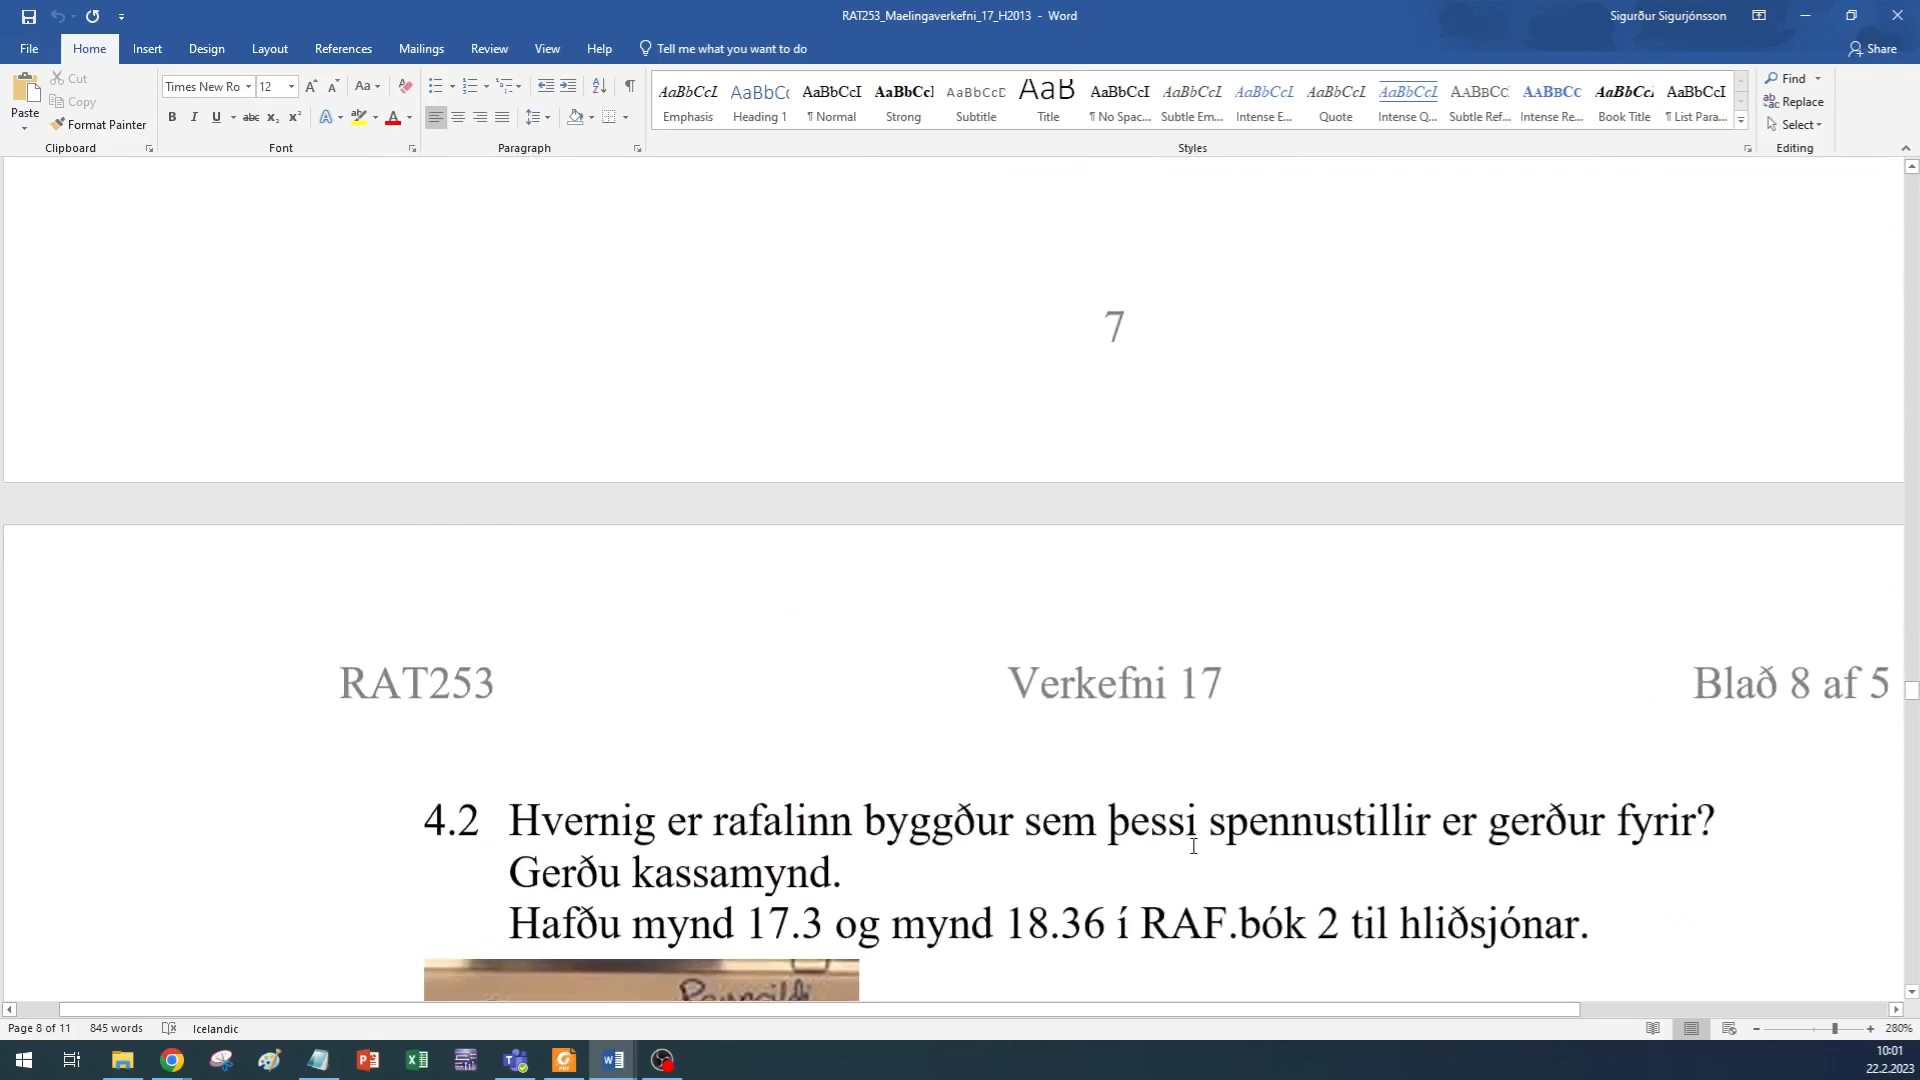 RAT253_Maelingaverkefni_17_H2013 - Word
Sigurður Sigurjónsson
File Home Insert Design Layout References Mailings Review View Help Tell me what you want to do Share
Paste
Cut
Copy
Format Painter
Clipboard
Times New Ro 12
Font
Paragraph
AaBbCcI AaBbCc AaBbCcI AaBbCcI AaBbCcD AaB AaBbCcI AaBbCcI AaBbCcI AaBbCcI AaBbCcI AaBbCc AaBbCc AaBbCcI AaBbCcI
Emphasis Heading 1 ¶ Normal Strong Subtitle Title ¶ No Spac... Subtle Em... Intense E... Quote Intense Q... Subtle Ref... Intense Re... Book Title ¶ List Para...
Styles
Find
Replace
Select
Editing
7
RAT253 Verkefni 17 Blað 8 af 5
4.2 Hvernig er rafalinn byggður sem þessi spennustillir er gerður fyrir?
Gerðu kassamynd.
Hafðu mynd 17.3 og mynd 18.36 í RAF.bók 2 til hliðsjónar.
Page 8 of 11 845 words Icelandic 280%
10:01
22.2.2023